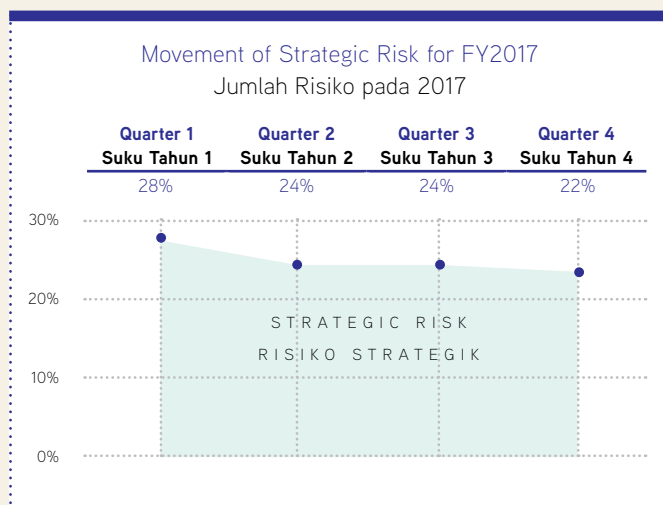 Movement of Strategic Risk for FY2017
Jumlah Risiko pada 2017
Quarter 1 Quarter 2 Quarter 3 Quarter 4
Suku Tahun 1 Suku Tahun 2 Suku Tahun 3 Suku Tahun 4
28% 24% 24% 22%
30%
20%
STRATEGIC RISK
RISIKO STRATEGIK
10%
0%